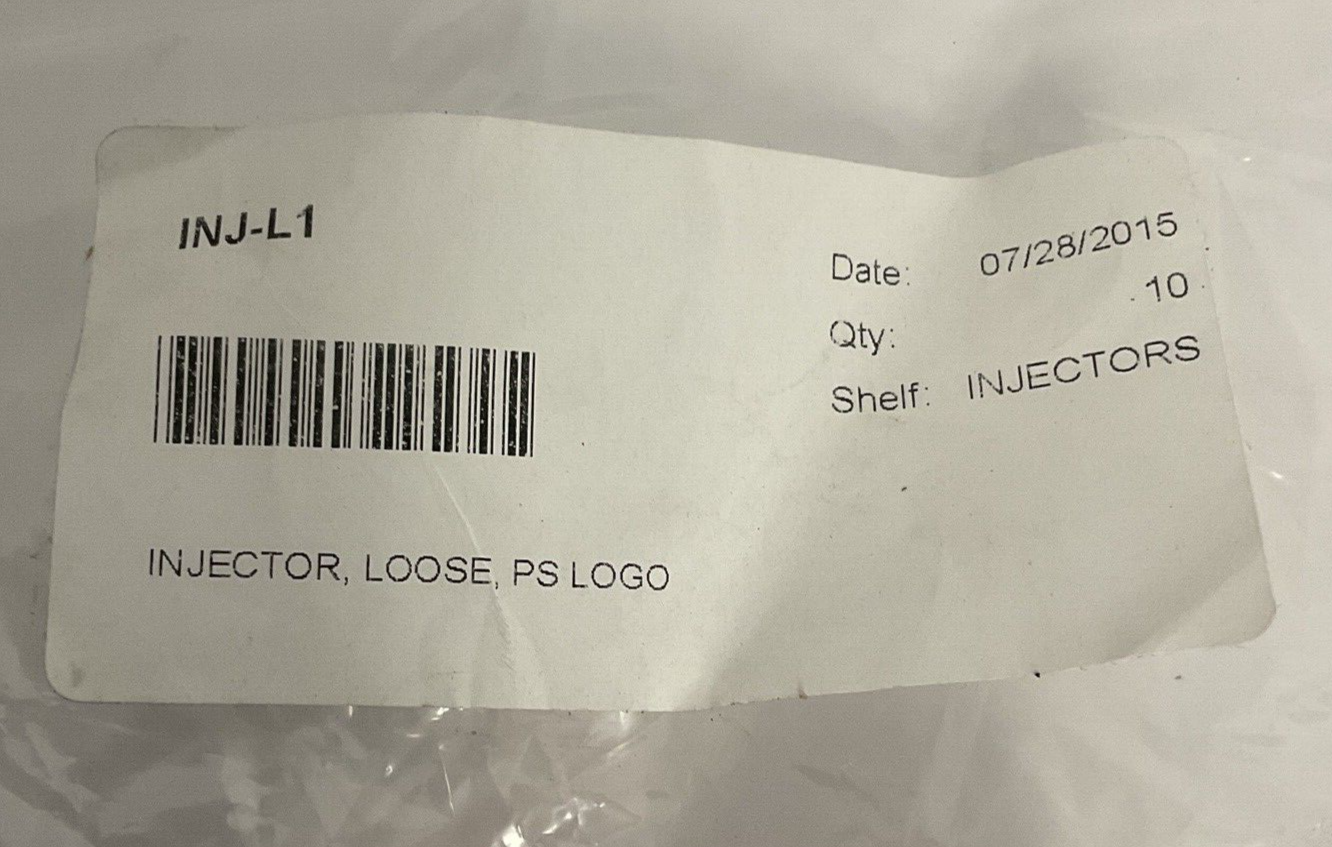 INJ-L1
Date: 07/28/2015
Qty: 10
Shelf: INJECTORS
INJECTOR, LOOSE, PS LOGO